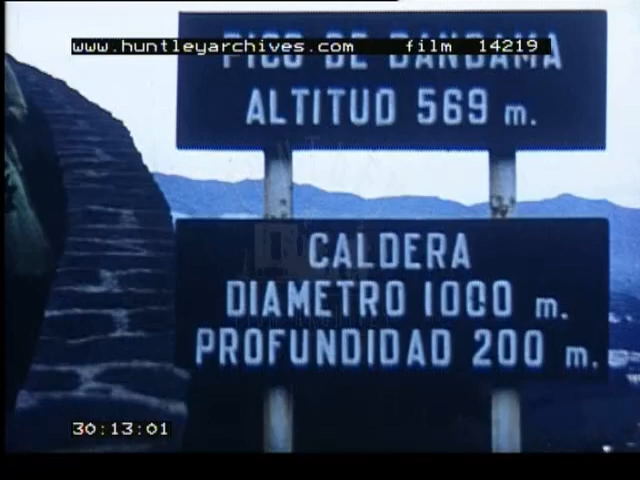 www.huntleyarchives.com film 14219
PICO DE BANDAMA
ALTITUD 569 m.
CALDERA
DIAMETRO 1000 m.
PROFUNDIDAD 200 m.
30:13:01